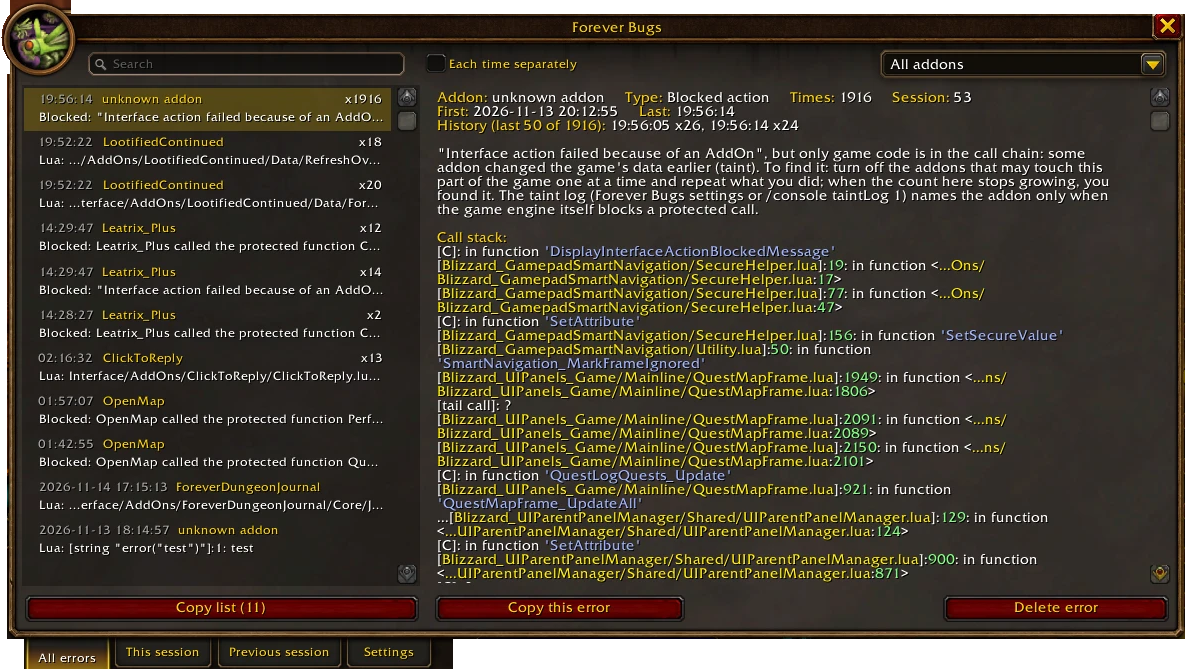 Forever Bugs
Search
Each time separately
All addons
19:56:14 unknown addon x1916
Blocked: "Interface action failed because of an AddO...
19:52:22 LootifiedContinued x18
Lua: .../AddOns/LootifiedContinued/Data/RefreshOv...
19:52:22 LootifiedContinued x20
Lua: ...terface/AddOns/LootifiedContinued/Data/For...
14:29:47 Leatrix_Plus x12
Blocked: Leatrix_Plus called the protected function C...
14:29:47 Leatrix_Plus x14
Blocked: "Interface action failed because of an AddO...
14:28:27 Leatrix_Plus x2
Blocked: Leatrix_Plus called the protected function C...
02:16:32 ClickToReply x13
Lua: Interface/AddOns/ClickToReply/ClickToReply.lu...
01:57:07 OpenMap
Blocked: OpenMap called the protected function Perf...
01:42:55 OpenMap
Blocked: OpenMap called the protected function Qu...
2026-11-14 17:15:13 ForeverDungeonJournal
Lua: ...erface/AddOns/ForeverDungeonJournal/Core/J...
2026-11-13 18:14:57 unknown addon
Lua: [string "error("test")"]:1: test
Addon: unknown addon Type: Blocked action Times: 1916 Session: 53
First: 2026-11-13 20:12:55 Last: 19:56:14
History (last 50 of 1916): 19:56:05 x26, 19:56:14 x24
"Interface action failed because of an AddOn", but only game code is in the call chain: some
addon changed the game's data earlier (taint). To find it: turn off the addons that may touch this
part of the game one at a time and repeat what you did; when the count here stops growing, you
found it. The taint log (Forever Bugs settings or /console taintLog 1) names the addon only when
the game engine itself blocks a protected call.
Call stack:
[C]: in function 'DisplayInterfaceActionBlockedMessage'
[Blizzard_GamepadSmartNavigation/SecureHelper.lua]:19: in function <...Ons/
Blizzard_GamepadSmartNavigation/SecureHelper.lua:17>
[Blizzard_GamepadSmartNavigation/SecureHelper.lua]:77: in function <...Ons/
Blizzard_GamepadSmartNavigation/SecureHelper.lua:47>
[C]: in function 'SetAttribute'
[Blizzard_GamepadSmartNavigation/SecureHelper.lua]:156: in function 'SetSecureValue'
[Blizzard_GamepadSmartNavigation/Utility.lua]:50: in function
'SmartNavigation_MarkFrameIgnored'
[Blizzard_UIPanels_Game/Mainline/QuestMapFrame.lua]:1949: in function <...ns/
Blizzard_UIPanels_Game/Mainline/QuestMapFrame.lua:1806>
[tail call]: ?
[Blizzard_UIPanels_Game/Mainline/QuestMapFrame.lua]:2091: in function <...ns/
Blizzard_UIPanels_Game/Mainline/QuestMapFrame.lua:2089>
[Blizzard_UIPanels_Game/Mainline/QuestMapFrame.lua]:2150: in function <...ns/
Blizzard_UIPanels_Game/Mainline/QuestMapFrame.lua:2101>
[C]: in function 'QuestLogQuests_Update'
[Blizzard_UIPanels_Game/Mainline/QuestMapFrame.lua]:921: in function
'QuestMapFrame_UpdateAll'
...[Blizzard_UIParentPanelManager/Shared/UIParentPanelManager.lua]:129: in function
<...UIParentPanelManager/Shared/UIParentPanelManager.lua:124>
[C]: in function 'SetAttribute'
[Blizzard_UIParentPanelManager/Shared/UIParentPanelManager.lua]:900: in function
<...UIParentPanelManager/Shared/UIParentPanelManager.lua:871>
Copy list (11)
Copy this error
Delete error
All errors
This session
Previous session
Settings